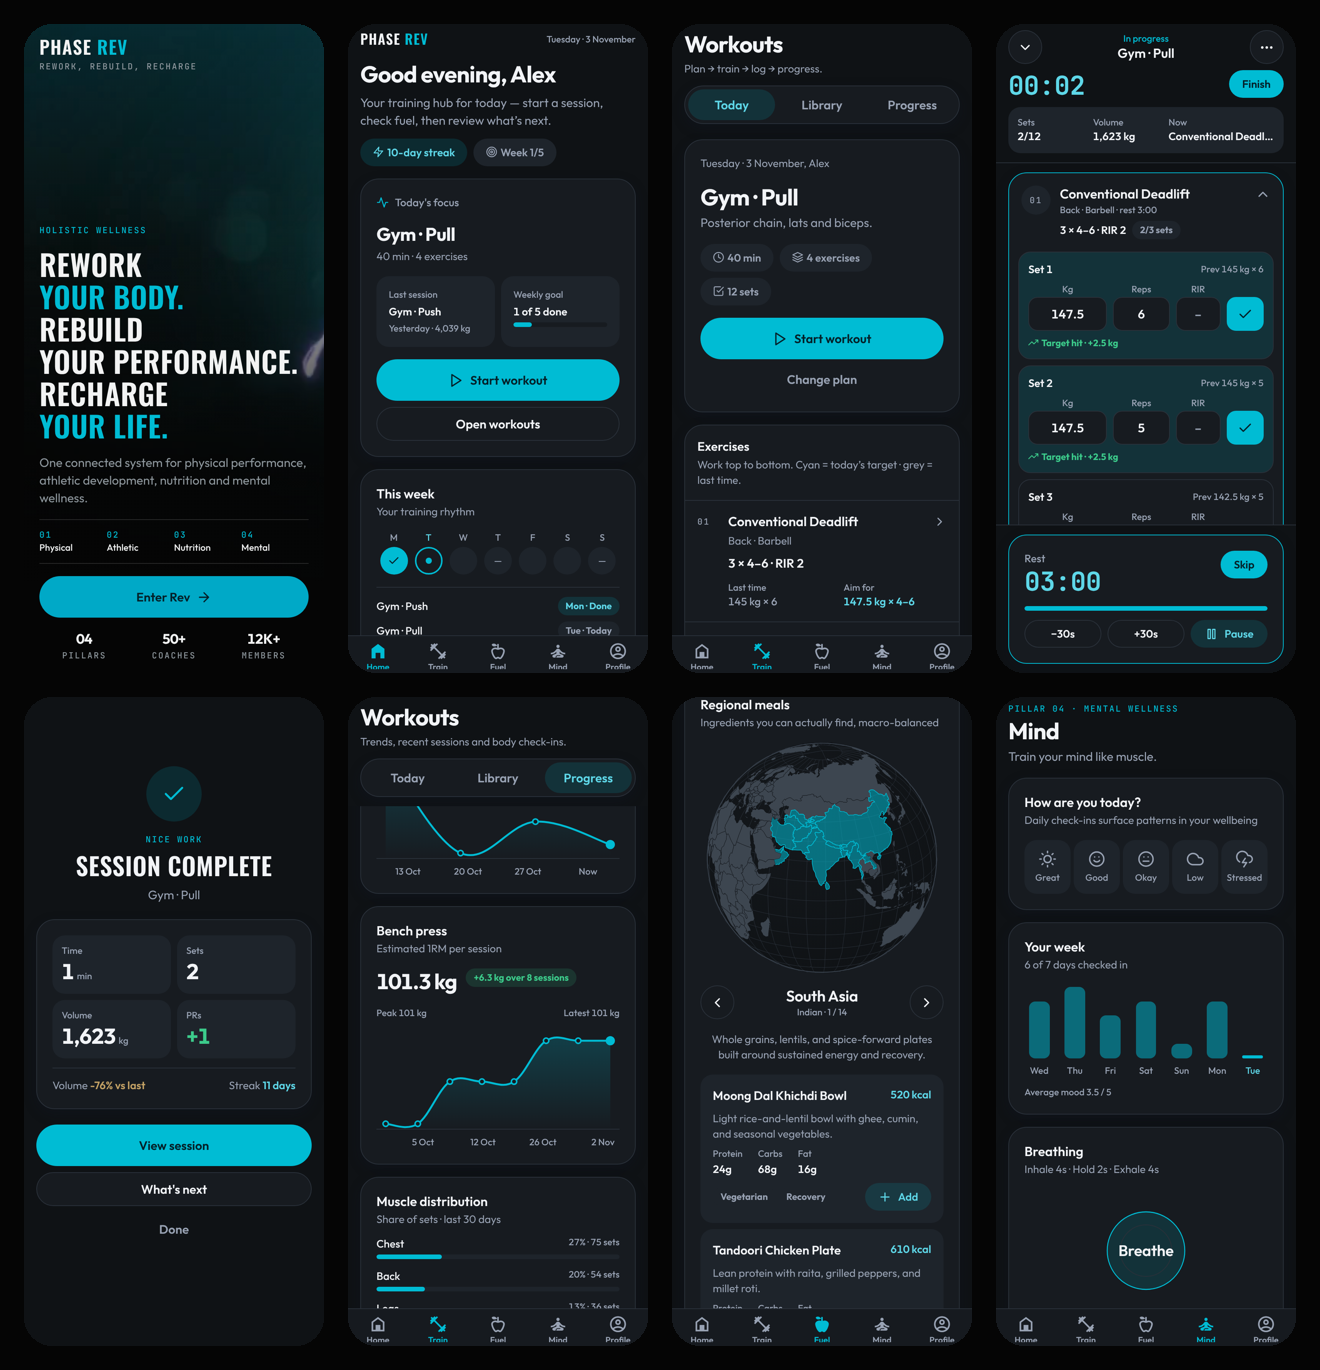 PHASE REV
REWORK, REBUILD, RECHARGE
HOLISTIC WELLNESS
REWORK
YOUR BODY.
REBUILD
YOUR PERFORMANCE.
RECHARGE
YOUR LIFE.
One connected system for physical performance,
athletic development, nutrition and mental
wellness.
01 02 03 04
Physical Athletic Nutrition Mental
Enter Rev →
04 50+ 12K+
PILLARS COACHES MEMBERS
PHASE REV Tuesday · 3 November
Good evening, Alex
Your training hub for today — start a session,
check fuel, then review what's next.
10-day streak Week 1/5
Today's focus
Gym · Pull
40 min · 4 exercises
Last session Weekly goal
Gym · Push 1 of 5 done
Yesterday · 4,039 kg
Start workout
Open workouts
This week
Your training rhythm
M T W T F S S
Gym · Push Mon · Done
Gym · Pull Tue · Today
Home Train Fuel Mind Profile
Workouts
Plan → train → log → progress.
Today Library Progress
Tuesday · 3 November, Alex
Gym · Pull
Posterior chain, lats and biceps.
40 min 4 exercises
12 sets
Start workout
Change plan
Exercises
Work top to bottom. Cyan = today's target · grey =
last time.
01 Conventional Deadlift
Back · Barbell
3 × 4–6 · RIR 2
Last time Aim for
145 kg × 6 147.5 kg × 4–6
Home Train Fuel Mind Profile
In progress
Gym · Pull
00:02 Finish
Sets Volume Now
2/12 1,623 kg Conventional Deadl...
01 Conventional Deadlift
Back · Barbell · rest 3:00
3 × 4–6 · RIR 2 2/3 sets
Set 1 Prev 145 kg × 6
Kg Reps RIR
147.5 6 –
Target hit · +2.5 kg
Set 2 Prev 145 kg × 5
Kg Reps RIR
147.5 5 –
Target hit · +2.5 kg
Set 3 Prev 142.5 kg × 5
Kg Reps RIR
Rest Skip
03:00
−30s +30s Pause
NICE WORK
SESSION COMPLETE
Gym · Pull
Time Sets
1 min 2
Volume PRs
1,623 kg +1
Volume -76% vs last Streak 11 days
View session
What's next
Done
Workouts
Trends, recent sessions and body check-ins.
Today Library Progress
13 Oct 20 Oct 27 Oct Now
Bench press
Estimated 1RM per session
101.3 kg +6.3 kg over 8 sessions
Peak 101 kg Latest 101 kg
5 Oct 12 Oct 26 Oct 2 Nov
Muscle distribution
Share of sets · last 30 days
Chest 27% · 75 sets
Back 20% · 54 sets
Legs 13% · 36 sets
Home Train Fuel Mind Profile
Regional meals
Ingredients you can actually find, macro-balanced
South Asia
Indian · 1 / 14
Whole grains, lentils, and spice-forward plates
built around sustained energy and recovery.
Moong Dal Khichdi Bowl 520 kcal
Light rice-and-lentil bowl with ghee, cumin,
and seasonal vegetables.
Protein Carbs Fat
24g 68g 16g
Vegetarian Recovery + Add
Tandoori Chicken Plate 610 kcal
Lean protein with raita, grilled peppers, and
millet roti.
Protein Carbs Fat
Home Train Fuel Mind Profile
PILLAR 04 · MENTAL WELLNESS
Mind
Train your mind like muscle.
How are you today?
Daily check-ins surface patterns in your wellbeing
Great Good Okay Low Stressed
Your week
6 of 7 days checked in
Wed Thu Fri Sat Sun Mon Tue
Average mood 3.5 / 5
Breathing
Inhale 4s · Hold 2s · Exhale 4s
Breathe
Home Train Fuel Mind Profile